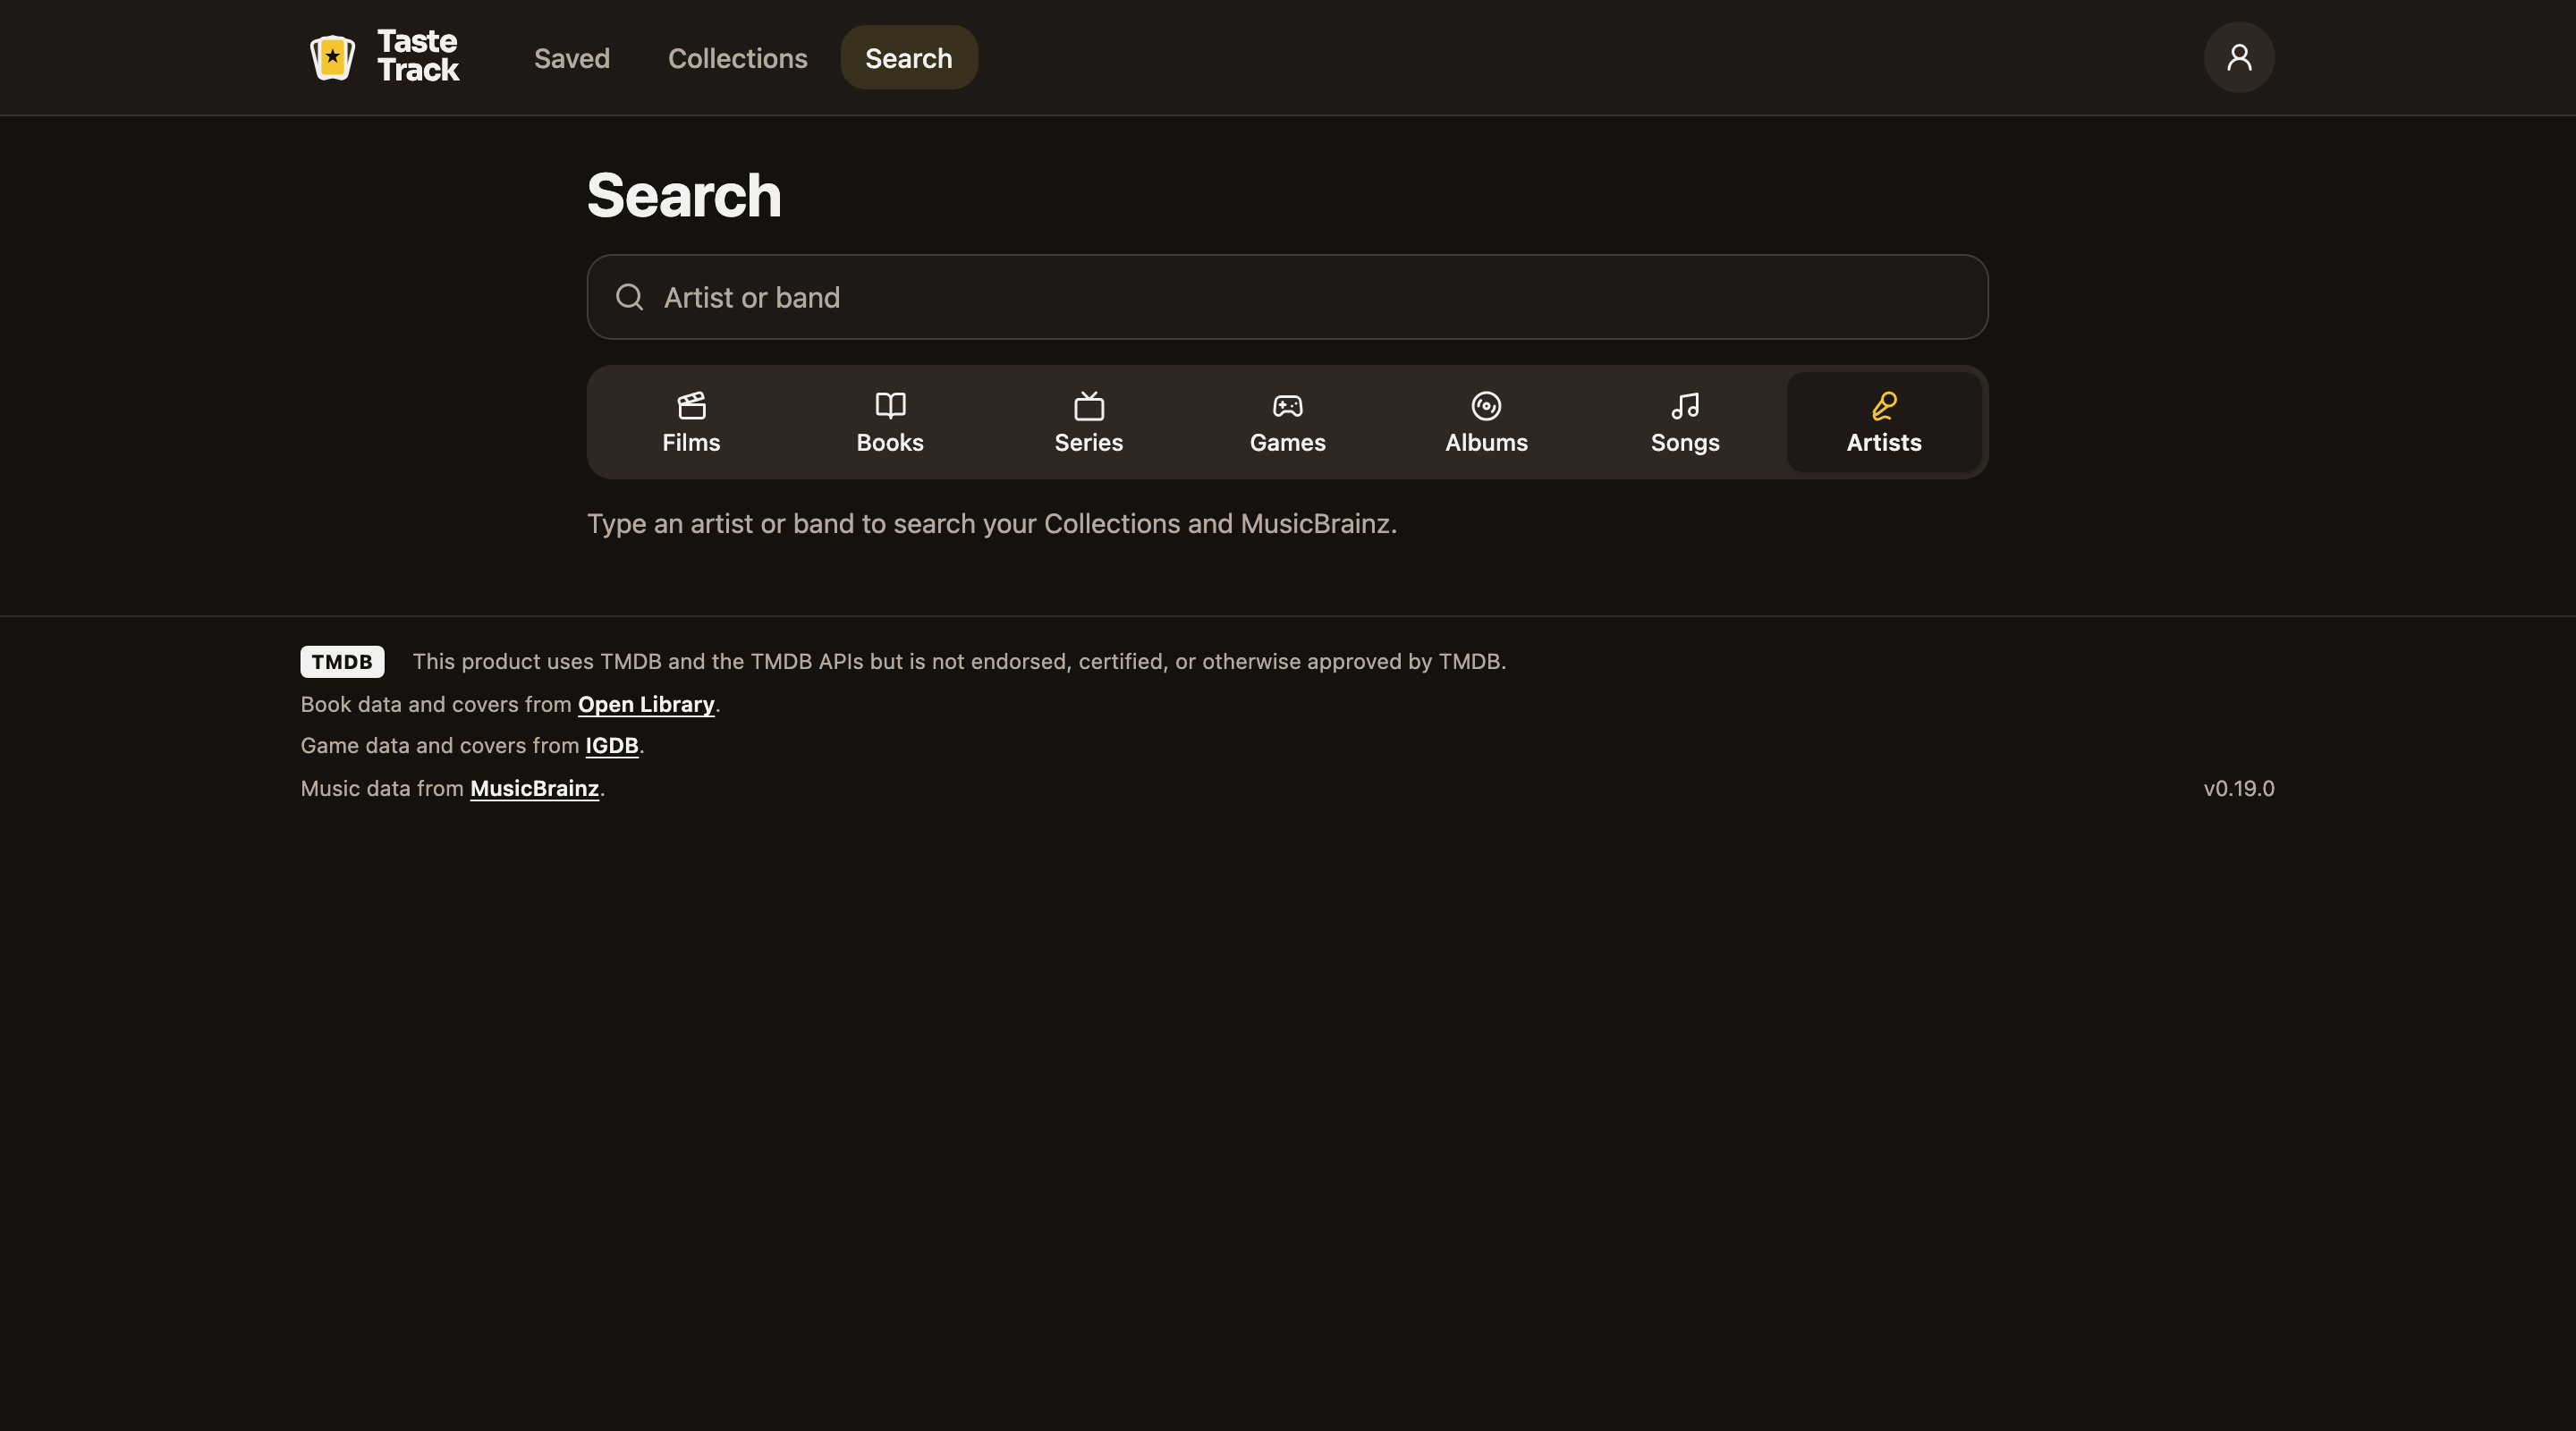 Taste
Track
Saved
Collections
Search
Search
Artist or band
Films
Books
Series
Games
Albums
Songs
Artists
Type an artist or band to search your Collections and MusicBrainz.
TMDB This product uses TMDB and the TMDB APIs but is not endorsed, certified, or otherwise approved by TMDB.
Book data and covers from Open Library.
Game data and covers from IGDB.
Music data from MusicBrainz.
v0.19.0